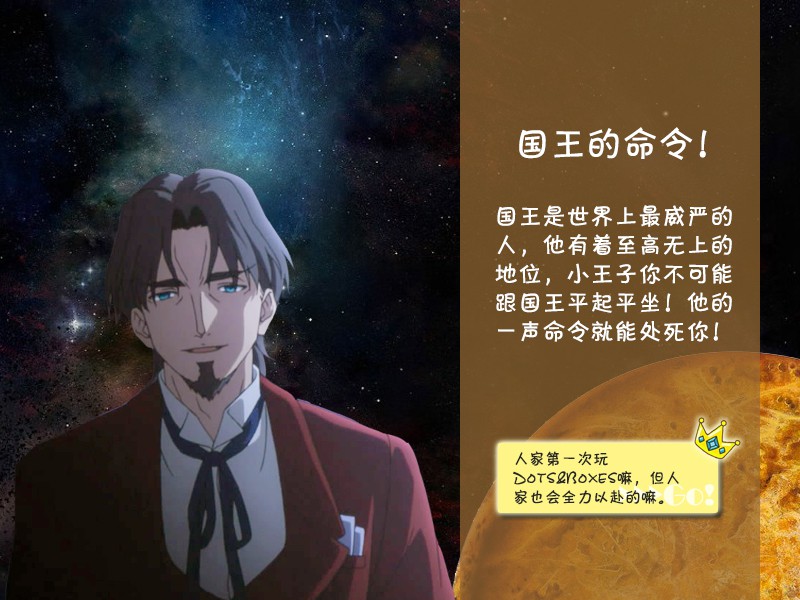 国王的命令！
国王是世界上最威严的
人，他有着至高无上的
地位，小王子你不可能
跟国王平起平坐！他的
一声命令就能处死你！
人家第一次玩
DOTS&BOXES嘛，但人
家也会全力以赴的嘛。
Go!